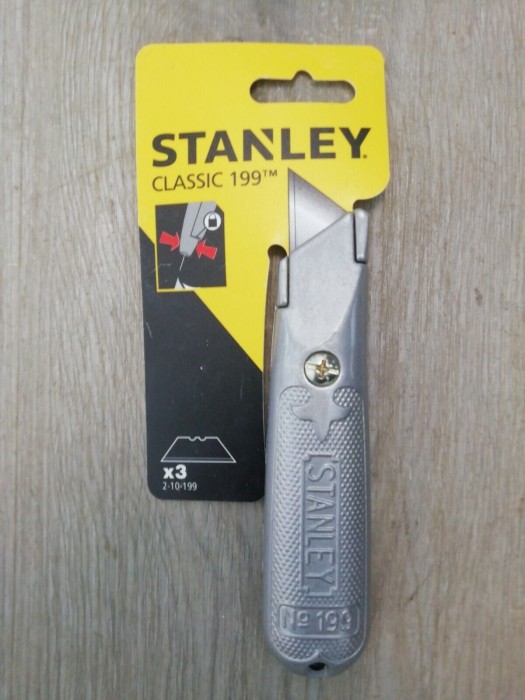 STANLEY.
CLASSIC 199™
x3
2-10-199
STANLEY
Nº 199